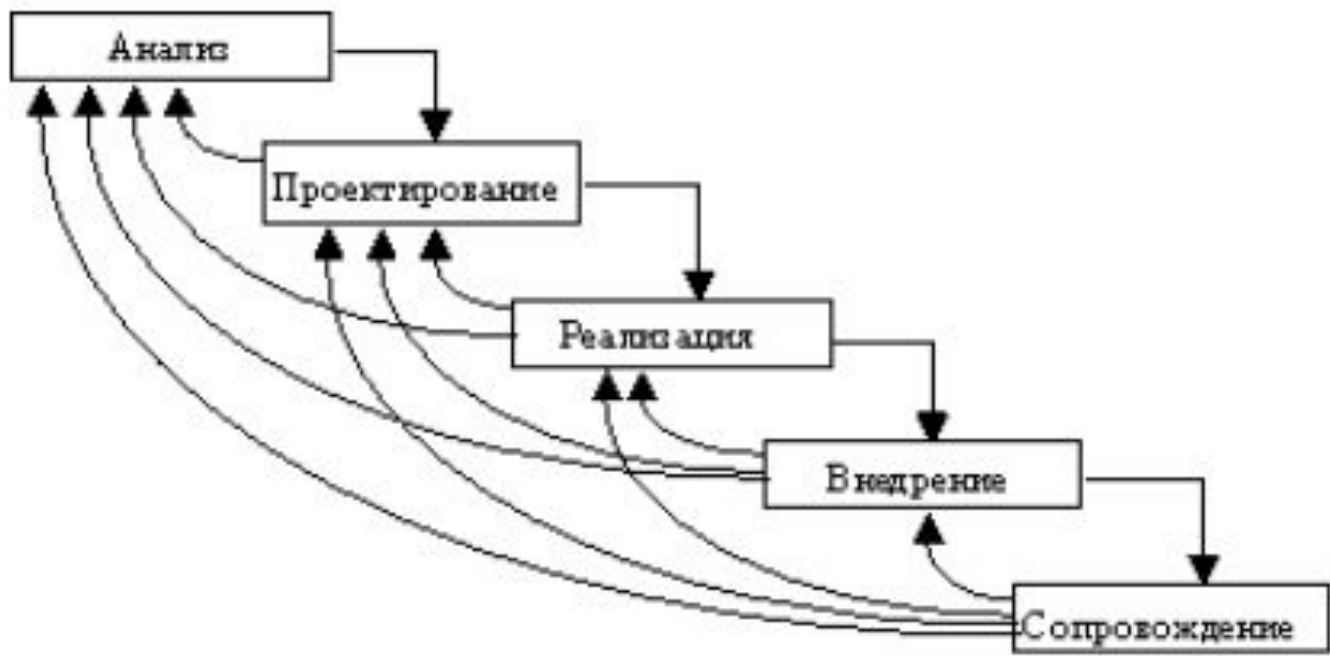 Анализ
Проектирование
Реализация
Внедрение
Сопровождение